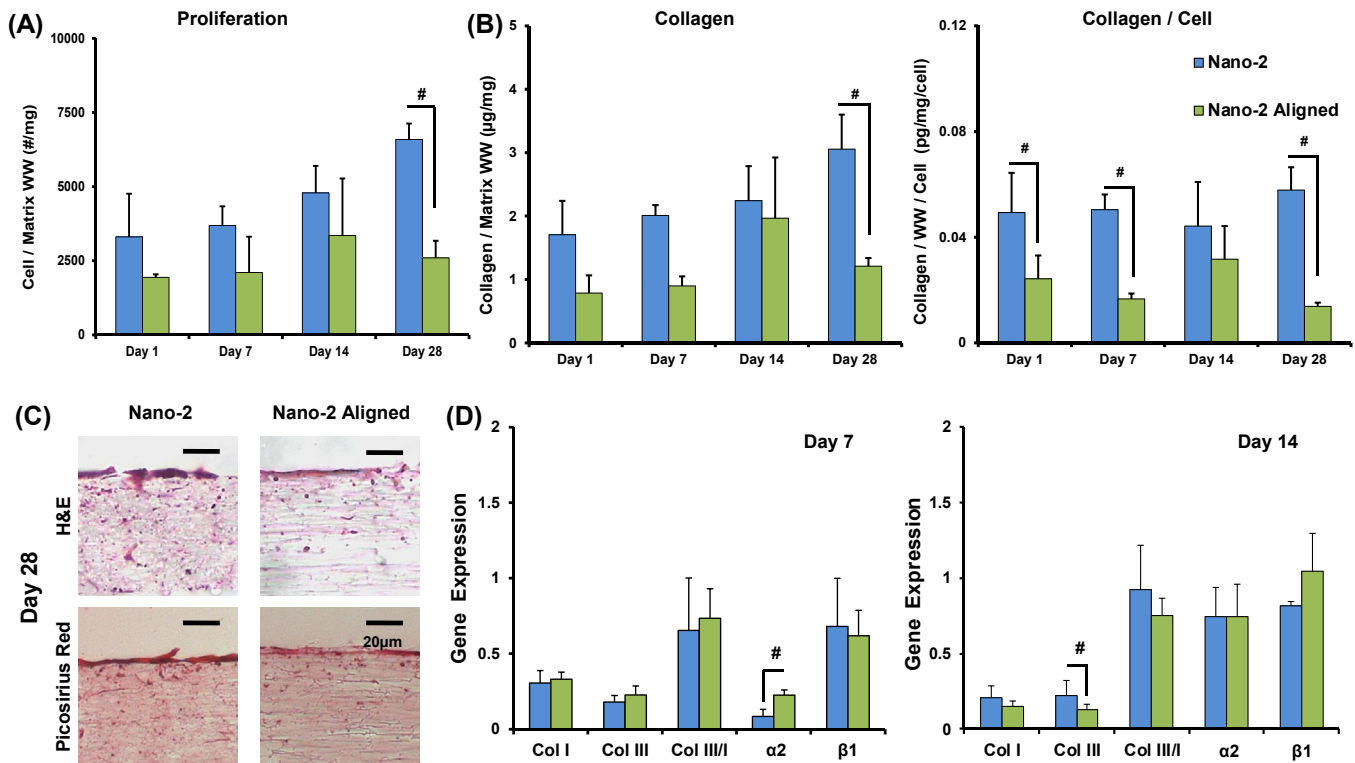 (A)
Proliferation
Cell / Matrix WW (#/mg)
10000
7500
5000
2500
0
#
Day 1
Day 7
Day 14
Day 28
(B)
Collagen
Collagen / Matrix WW (µg/mg)
5
4
3
2
1
0
#
Day 1
Day 7
Day 14
Day 28
Collagen / Cell
Collagen / WW / Cell (pg/mg/cell)
0.12
0.08
0.04
0
Nano-2
Nano-2 Aligned
#
#
#
Day 1
Day 7
Day 14
Day 28
(C)
Nano-2
Nano-2 Aligned
Day 28
H&E
Picosirius Red
20µm
(D)
Day 7
Gene Expression
2
1.5
1
0.5
0
#
Col I
Col III
Col III/I
α2
β1
Day 14
Gene Expression
2
1.5
1
0.5
0
#
Col I
Col III
Col III/I
α2
β1